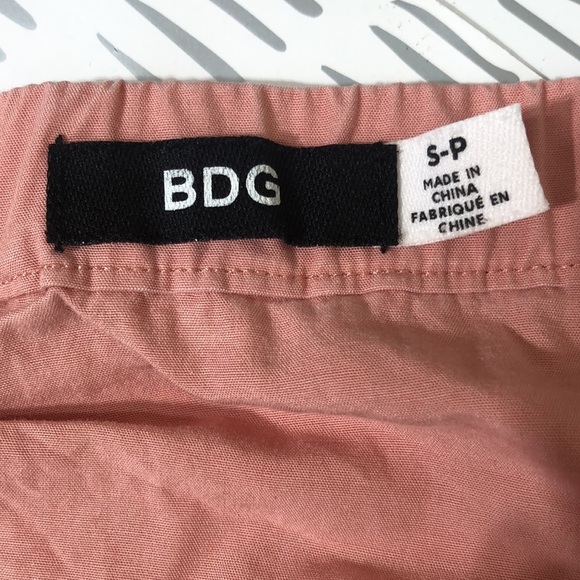 BDG
S-P
MADE IN
CHINA
FABRIQUÉ EN
CHINE